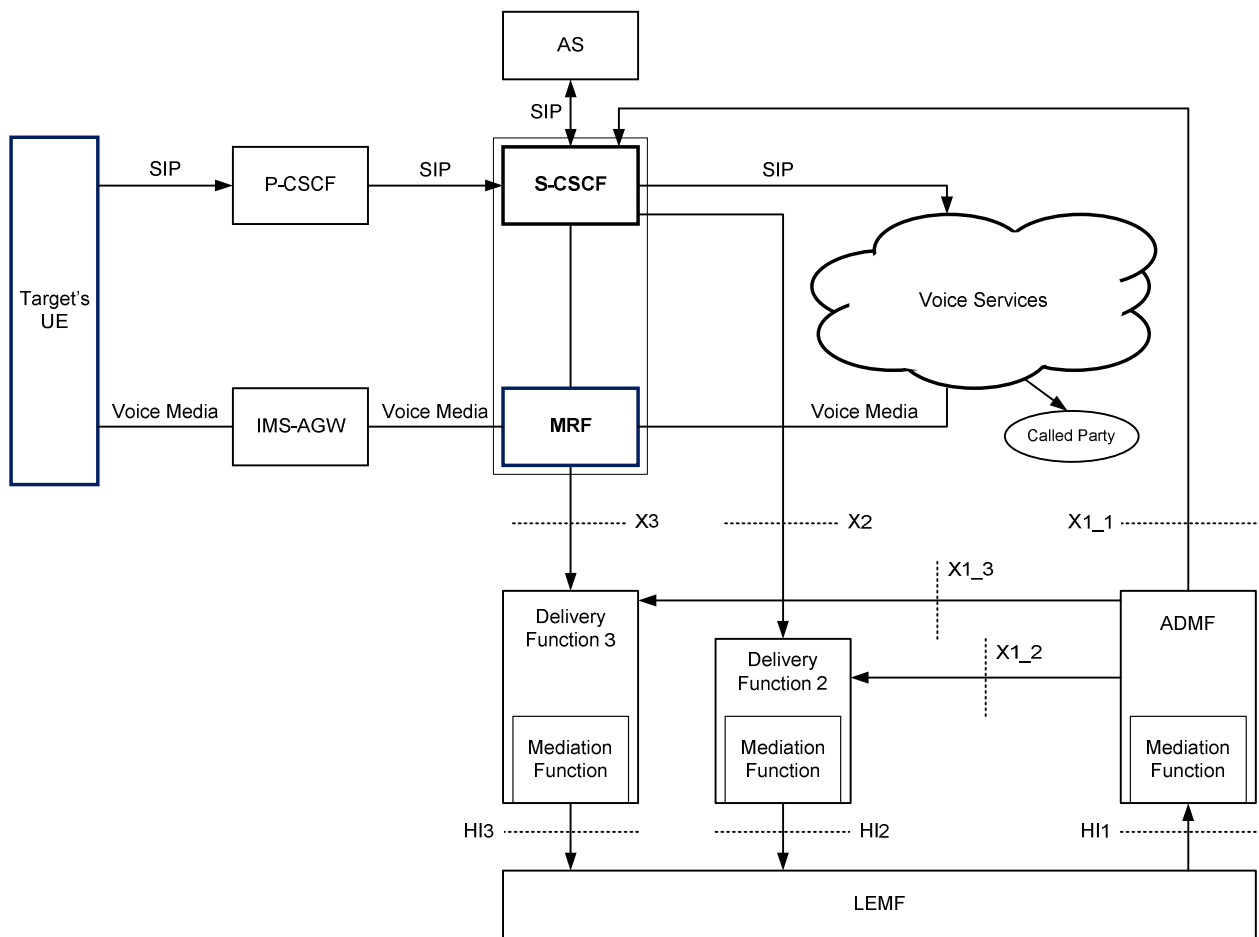 AS
SIP
SIP
P-CSCF
SIP
S-CSCF
SIP
Target's
UE
Voice Services
Voice Media
IMS-AGW
Voice Media
MRF
Voice Media
Called Party
X3
X2
X1_1
X1_3
Delivery
Function 3
ADMF
X1_2
Delivery
Function 2
Mediation
Function
Mediation
Function
Mediation
Function
HI3
HI2
HI1
LEMF